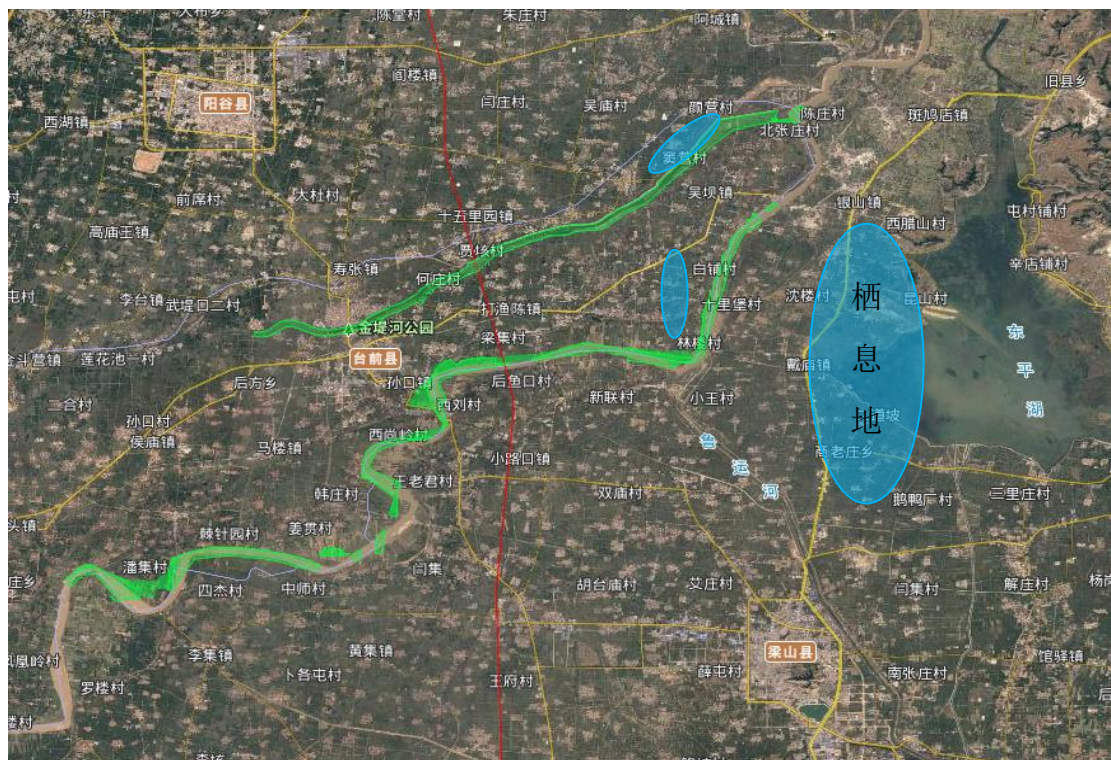 陈堂村
朱庄村
阿城镇
阎楼镇
旧县乡
闫庄村
吴庙村
颜营村
阳谷县
陈庄村
西湖镇
斑鸠店镇
北张庄村
窦营村
前席村
大杜村
吴坝镇
银山镇
十五里园镇
屯村铺村
西腊山村
高庙王镇
贾垓村
寿张镇
何庄村
白铺村
辛店铺村
栖
李台镇
沈楼村
昆山村
武堤口二村
打渔陈镇
十里堡村
金堤河公园
东
梁集村
林楼村
息
莲花池一村
台前县
戴庙镇
平
后方乡
孙口镇
后鱼口村
新联村
小王村
二合村
西刘村
湖
孙口村
地
侯庙镇
西尚岭村
鲁
马楼镇
商老庄乡
小路口镇
运
王老君村
韩庄村
双庙村
河
鹅鸭厂村
二里庄村
姜贯村
棘针园村
闫集
潘集村
四杰村
中师村
胡台庙村
艾庄村
闫集村
解庄村
李集镇
黄集镇
梁山县
馆驿镇
凤凰岭村
卜各屯村
薛屯村
南张庄村
罗楼村
王府村